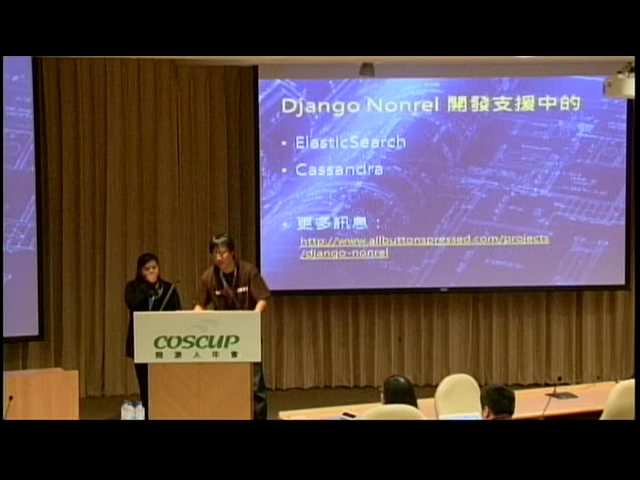 Django Nonrel 開發支援中的
• ElasticSearch
• Cassandra
• 更多訊息：
http://www.allbuttonspressed.com/projects
/django-nonrel
COSCUP
開源人年會